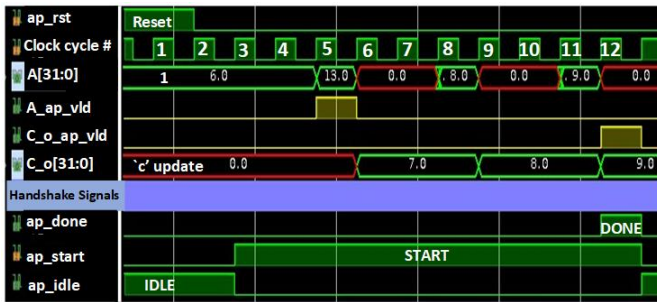 ap_rst Reset
Clock cycle # 1 2 3 4 5 6 7 8 9 10 11 12
A[31:0] 1 6.0 13.0 0.0 8.0 0.0 9.0 0.0
A_ap_vld
C_o_ap_vld
C_o[31:0] `c' update 0.0 7.0 8.0 9.0
Handshake Signals
ap_done DONE
ap_start START
ap_idle IDLE